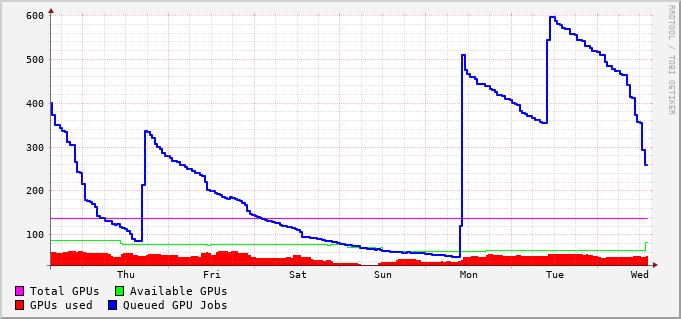 600
500
400
300
200
100
Thu Fri Sat Sun Mon Tue Wed
Total GPUs Available GPUs
GPUs used Queued GPU Jobs
RRDTOOL / TOBI OETIKER